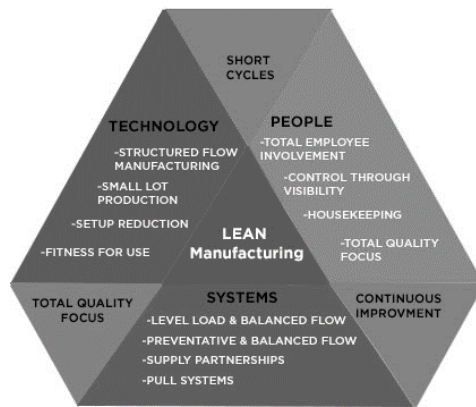 SHORT
CYCLES
TECHNOLOGY
-STRUCTURED FLOW
MANUFACTURING
-SMALL LOT
PRODUCTION
-SETUP REDUCTION
-FITNESS FOR USE
PEOPLE
-TOTAL EMPLOYEE
INVOLVEMENT
-CONTROL THROUGH
VISIBILITY
-HOUSEKEEPING
-TOTAL QUALITY
FOCUS
LEAN
Manufacturing
TOTAL QUALITY
FOCUS
SYSTEMS
-LEVEL LOAD & BALANCED FLOW
-PREVENTATIVE & BALANCED FLOW
-SUPPLY PARTNERSHIPS
-PULL SYSTEMS
CONTINUOUS
IMPROVMENT